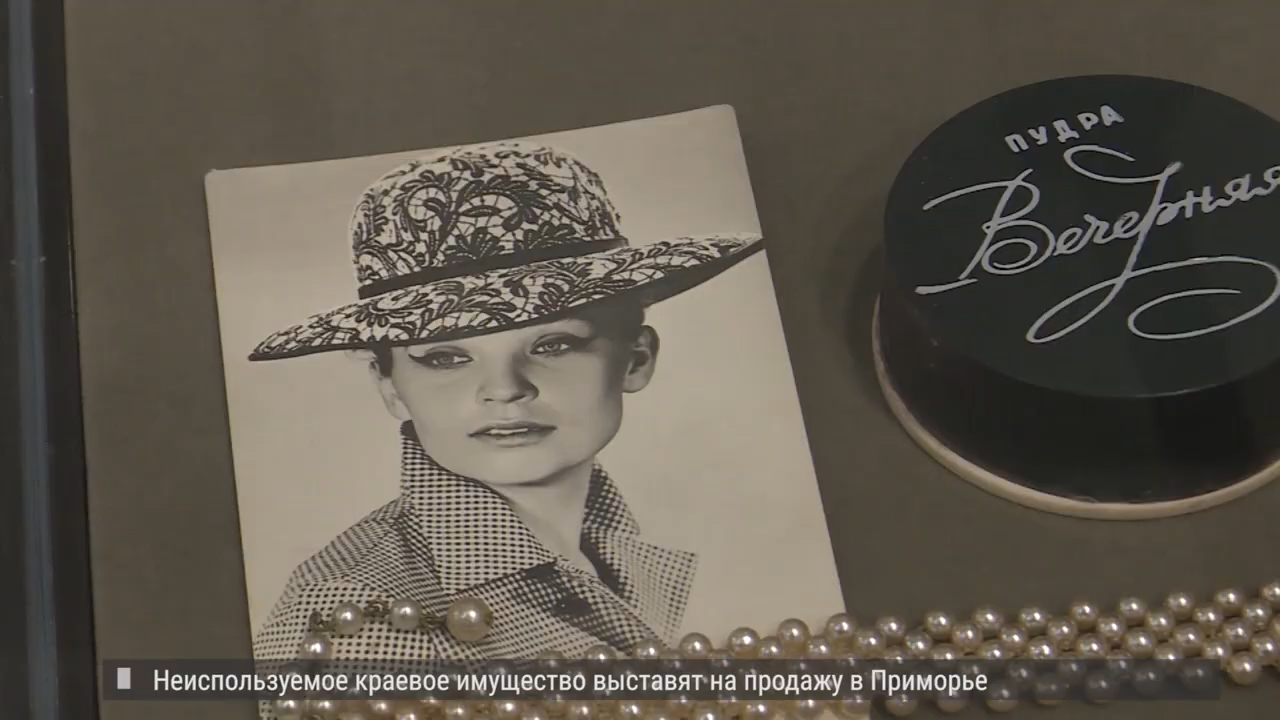 ПУДРА
Вечерняя
Неиспользуемое краевое имущество выставят на продажу в Приморье